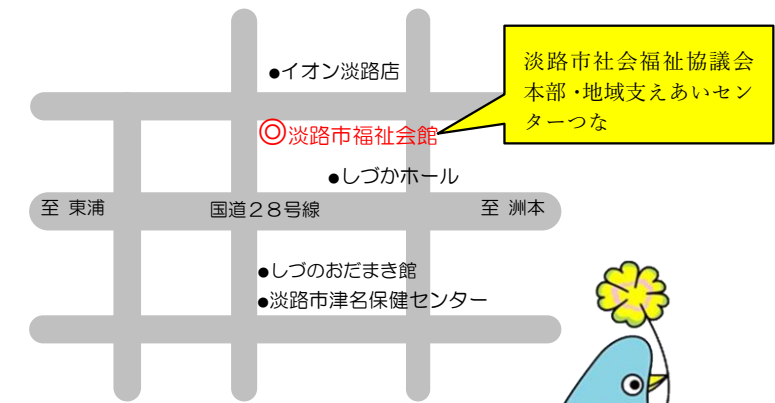 ●イオン淡路店
淡路市社会福祉協議会
本部・地域支えあいセン
ターつな
◎淡路市福祉会館
●しづかホール
至 東浦
国道２８号線
至 洲本
●しづのおだまき館
●淡路市津名保健センター